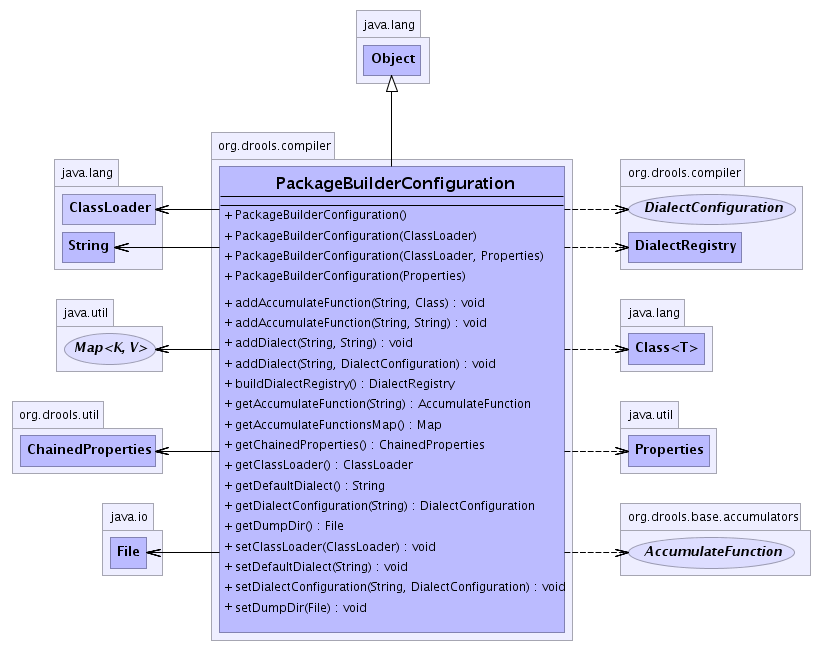 java.lang
Object
org.drools.compiler
PackageBuilderConfiguration
+ PackageBuilderConfiguration()
+ PackageBuilderConfiguration(ClassLoader)
+ PackageBuilderConfiguration(ClassLoader, Properties)
+ PackageBuilderConfiguration(Properties)
+ addAccumulateFunction(String, Class) : void
+ addAccumulateFunction(String, String) : void
+ addDialect(String, String) : void
+ addDialect(String, DialectConfiguration) : void
+ buildDialectRegistry() : DialectRegistry
+ getAccumulateFunction(String) : AccumulateFunction
+ getAccumulateFunctionsMap() : Map
+ getChainedProperties() : ChainedProperties
+ getClassLoader() : ClassLoader
+ getDefaultDialect() : String
+ getDialectConfiguration(String) : DialectConfiguration
+ getDumpDir() : File
+ setClassLoader(ClassLoader) : void
+ setDefaultDialect(String) : void
+ setDialectConfiguration(String, DialectConfiguration) : void
+ setDumpDir(File) : void
java.lang
ClassLoader
String
java.util
Map<K, V>
org.drools.util
ChainedProperties
java.io
File
org.drools.compiler
DialectConfiguration
DialectRegistry
java.lang
Class<T>
java.util
Properties
org.drools.base.accumulators
AccumulateFunction